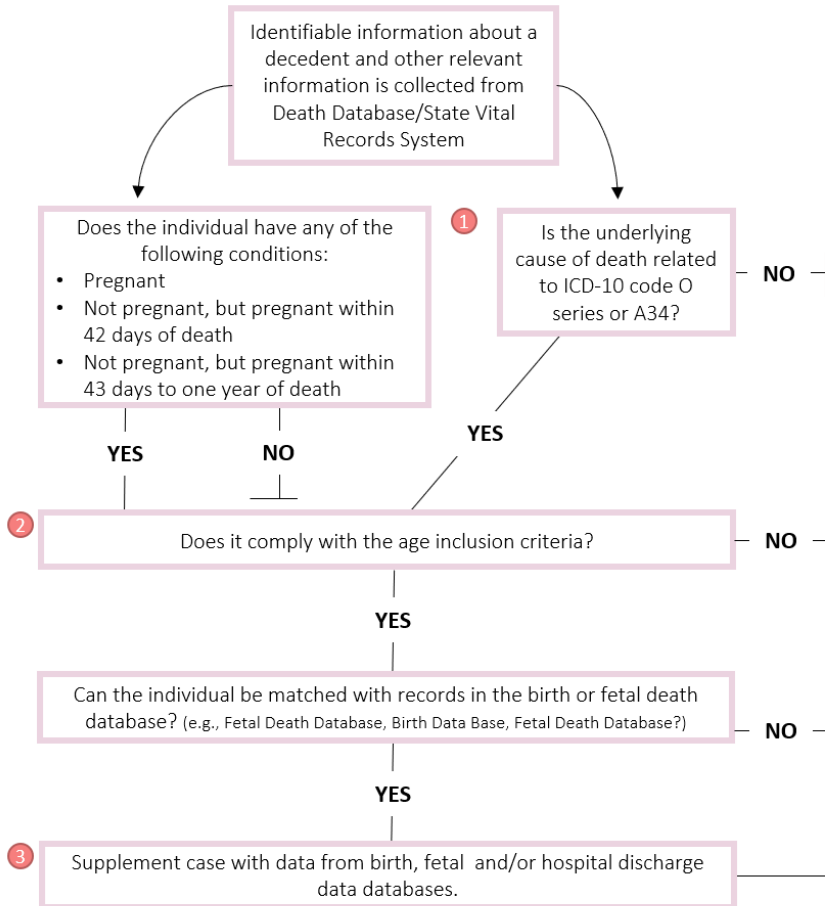 Identifiable information about a
decedent and other relevant
information is collected from
Death Database/State Vital
Records System
Does the individual have any of the
following conditions:
• Pregnant
• Not pregnant, but pregnant within
42 days of death
• Not pregnant, but pregnant within
43 days to one year of death
1
Is the underlying
cause of death related
to ICD-10 code O
series or A34?
NO
YES
NO
YES
2
Does it comply with the age inclusion criteria?
NO
YES
Can the individual be matched with records in the birth or fetal death
database? (e.g., Fetal Death Database, Birth Data Base, Fetal Death Database?)
NO
YES
3
Supplement case with data from birth, fetal and/or hospital discharge
data databases.